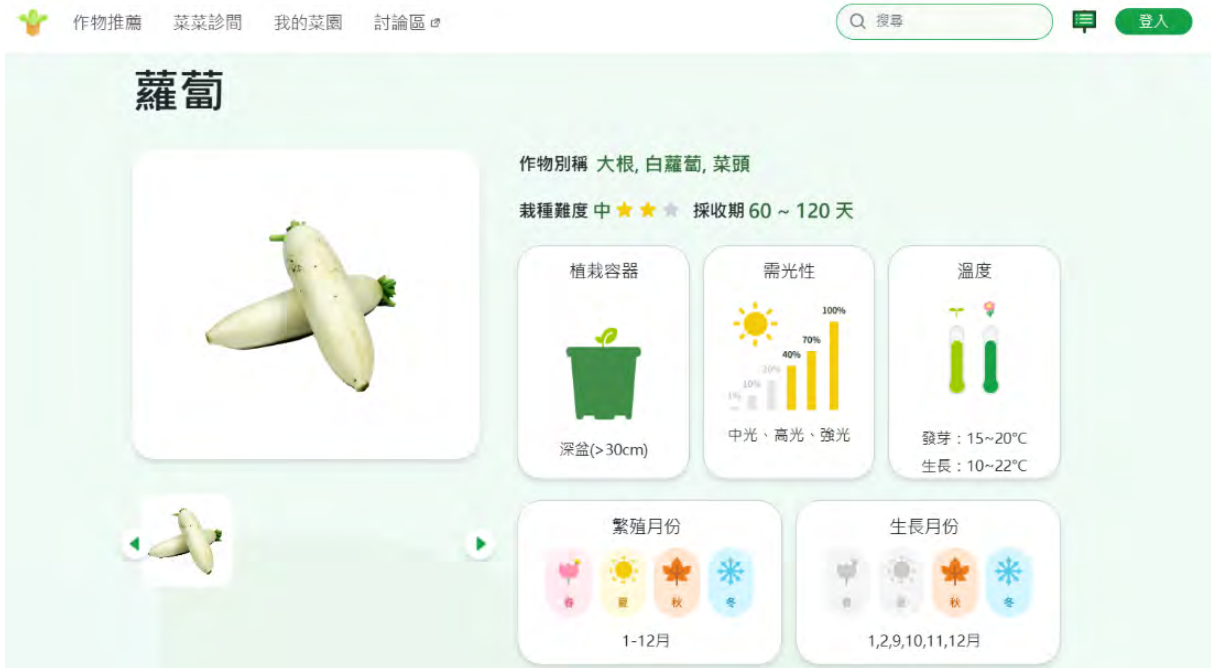 作物推薦 菜菜診間 我的菜園 討論區 搜尋 登入
蘿蔔
作物別稱 大根, 白蘿蔔, 菜頭
栽種難度 中 採收期 60 ~ 120 天
植栽容器
深盆(>30cm)
需光性
1% 10% 20% 40% 70% 100%
中光、高光、強光
溫度
發芽：15~20°C
生長：10~22°C
繁殖月份
春 夏 秋 冬
1-12月
生長月份
春 夏 秋 冬
1,2,9,10,11,12月